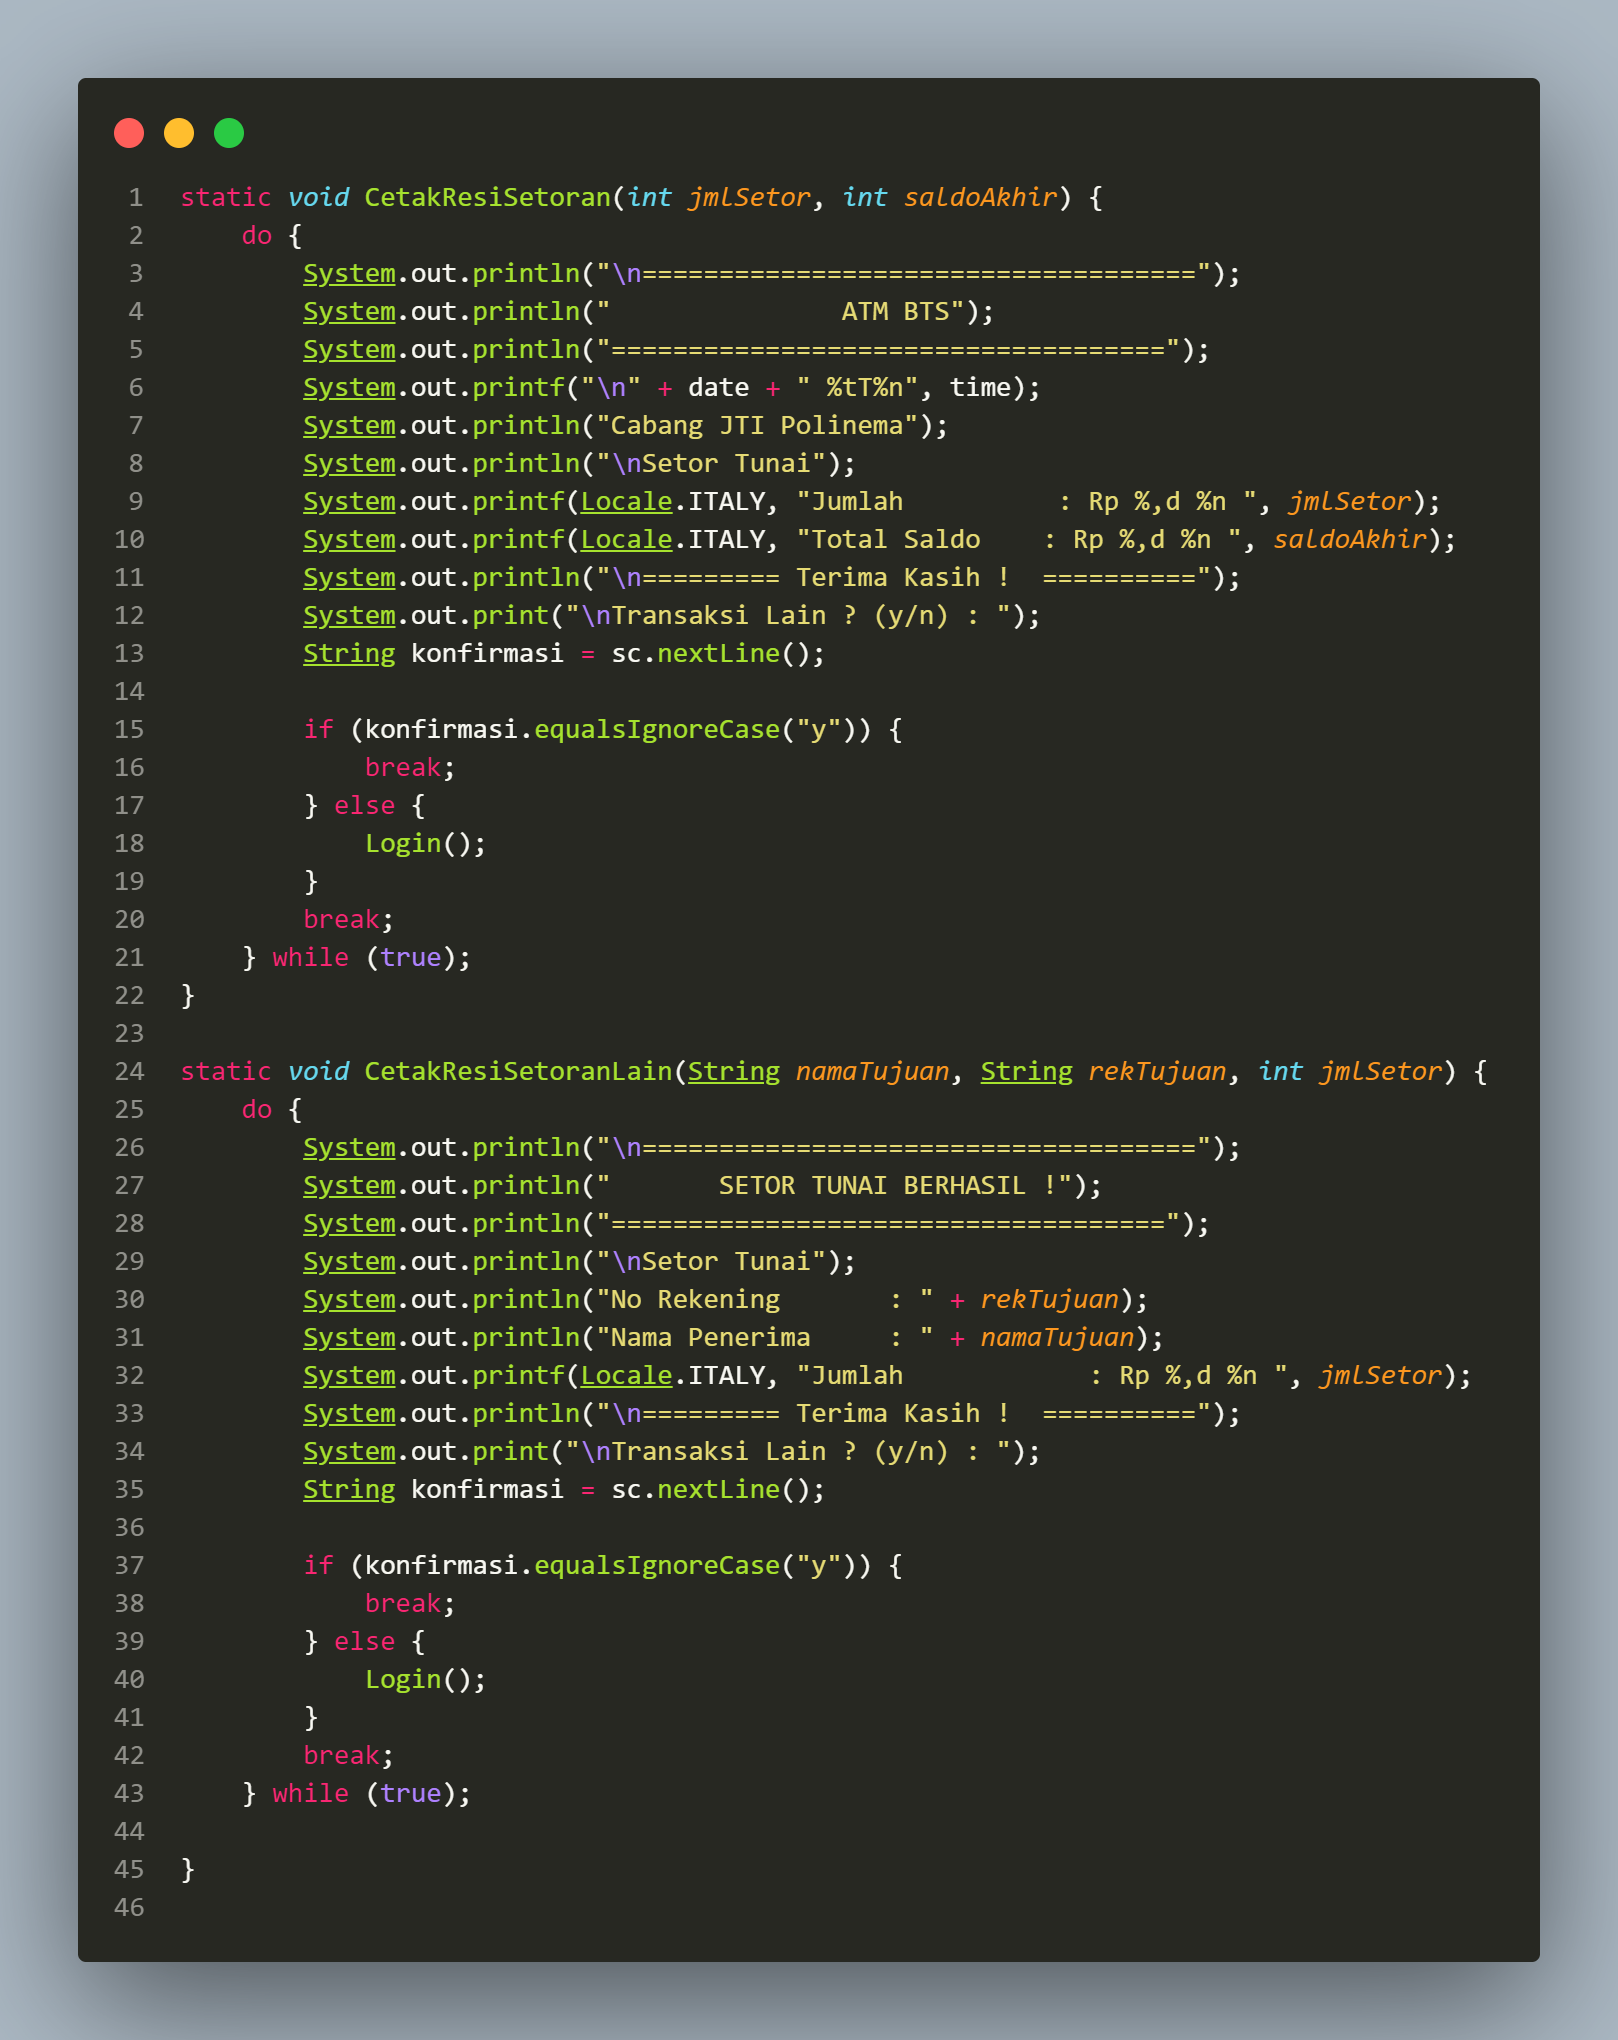 1 static void CetakResiSetoran(int jmlSetor, int saldoAkhir) {
2     do {
3         System.out.println("\n====================================");
4         System.out.println("               ATM BTS");
5         System.out.println("====================================");
6         System.out.printf("\n" + date + " %tT%n", time);
7         System.out.println("Cabang JTI Polinema");
8         System.out.println("\nSetor Tunai");
9         System.out.printf(Locale.ITALY, "Jumlah          : Rp %,d %n ", jmlSetor);
10         System.out.printf(Locale.ITALY, "Total Saldo    : Rp %,d %n ", saldoAkhir);
11         System.out.println("\n========= Terima Kasih !  ==========");
12         System.out.print("\nTransaksi Lain ? (y/n) : ");
13         String konfirmasi = sc.nextLine();
14
15         if (konfirmasi.equalsIgnoreCase("y")) {
16             break;
17         } else {
18             Login();
19         }
20         break;
21     } while (true);
22 }
23
24 static void CetakResiSetoranLain(String namaTujuan, String rekTujuan, int jmlSetor) {
25     do {
26         System.out.println("\n====================================");
27         System.out.println("       SETOR TUNAI BERHASIL !");
28         System.out.println("====================================");
29         System.out.println("\nSetor Tunai");
30         System.out.println("No Rekening       : " + rekTujuan);
31         System.out.println("Nama Penerima     : " + namaTujuan);
32         System.out.printf(Locale.ITALY, "Jumlah            : Rp %,d %n ", jmlSetor);
33         System.out.println("\n========= Terima Kasih !  ==========");
34         System.out.print("\nTransaksi Lain ? (y/n) : ");
35         String konfirmasi = sc.nextLine();
36
37         if (konfirmasi.equalsIgnoreCase("y")) {
38             break;
39         } else {
40             Login();
41         }
42         break;
43     } while (true);
44
45 }
46